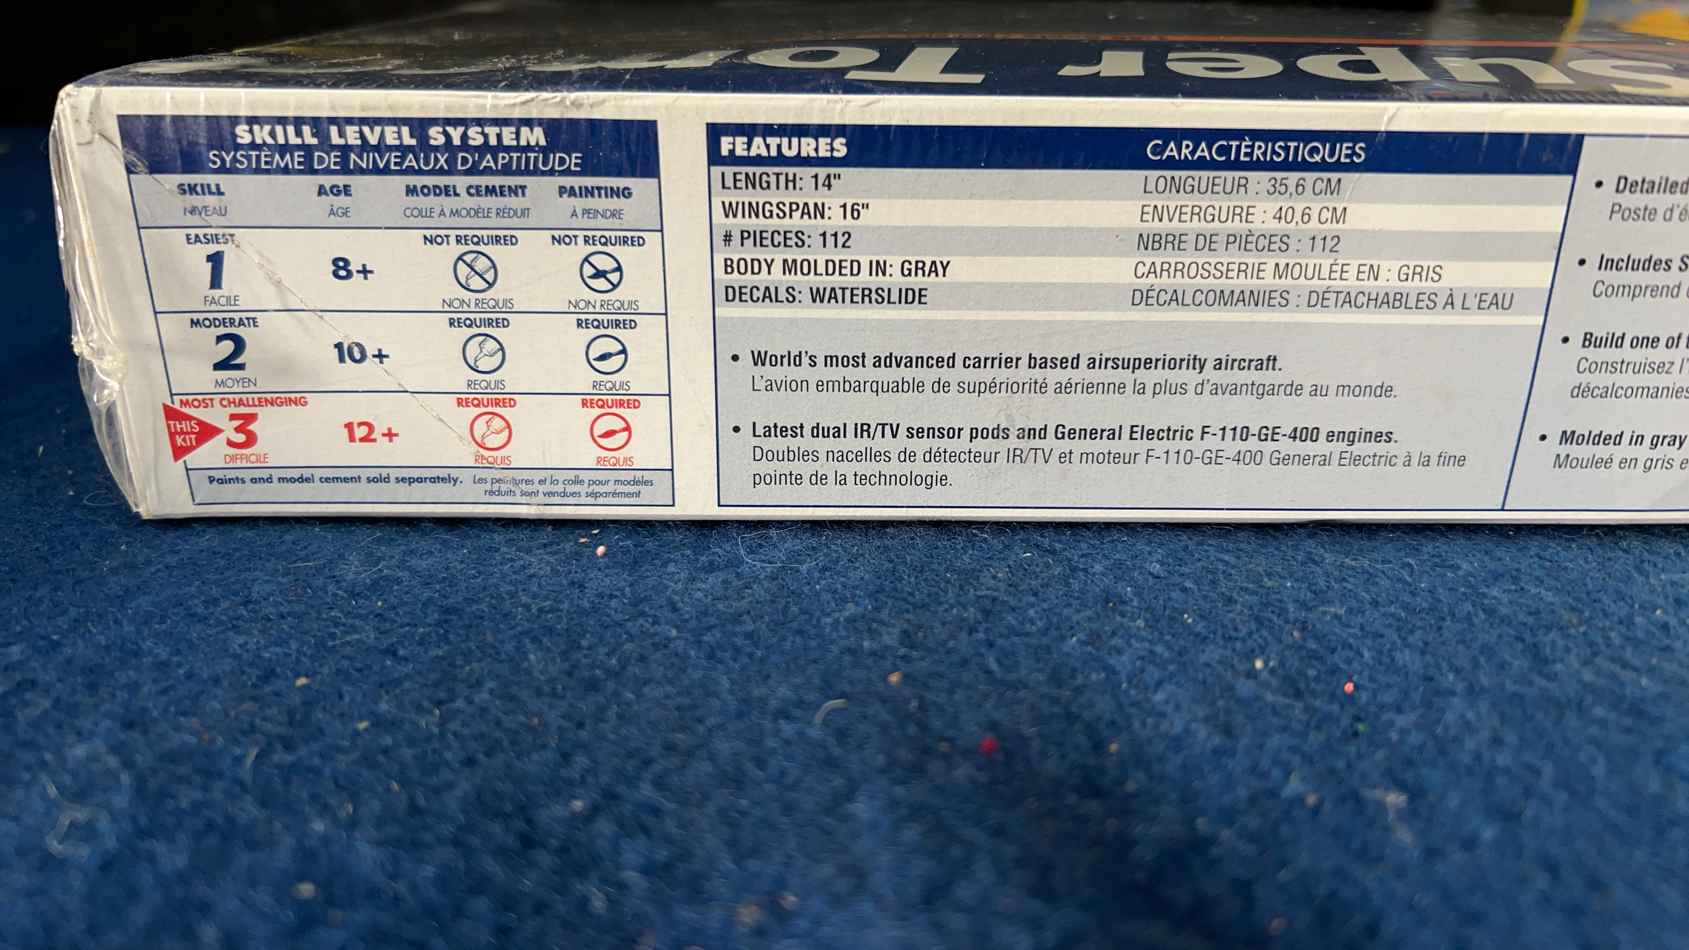 Super Tom
SKILL LEVEL SYSTEM
SYSTÈME DE NIVEAUX D'APTITUDE
SKILL AGE MODEL CEMENT PAINTING
NIVEAU ÂGE COLLE À MODÈLE RÉDUIT À PEINDRE
EASIEST NOT REQUIRED NOT REQUIRED
1 8+
FACILE NON REQUIS NON REQUIS
MODERATE REQUIRED REQUIRED
2 10+
MOYEN REQUIS REQUIS
MOST CHALLENGING REQUIRED REQUIRED
THIS
KIT 3 12+
DIFFICILE REQUIS REQUIS
Paints and model cement sold separately. Les peintures et la colle pour modèles
réduits sont vendues séparément
FEATURES CARACTÈRISTIQUES
LENGTH: 14" LONGUEUR : 35,6 CM
WINGSPAN: 16" ENVERGURE : 40,6 CM
# PIECES: 112 NBRE DE PIÈCES : 112
BODY MOLDED IN: GRAY CARROSSERIE MOULÉE EN : GRIS
DECALS: WATERSLIDE DÉCALCOMANIES : DÉTACHABLES À L'EAU
• World's most advanced carrier based airsuperiority aircraft.
L'avion embarquable de supériorité aérienne la plus d'avantgarde au monde.
• Latest dual IR/TV sensor pods and General Electric F-110-GE-400 engines.
Doubles nacelles de détecteur IR/TV et moteur F-110-GE-400 General Electric à la fine
pointe de la technologie.
• Detailed
Poste d'é
• Includes S
Comprend
• Build one of
Construisez l'
décalcomanies
• Molded in gray
Mouleé en gris e